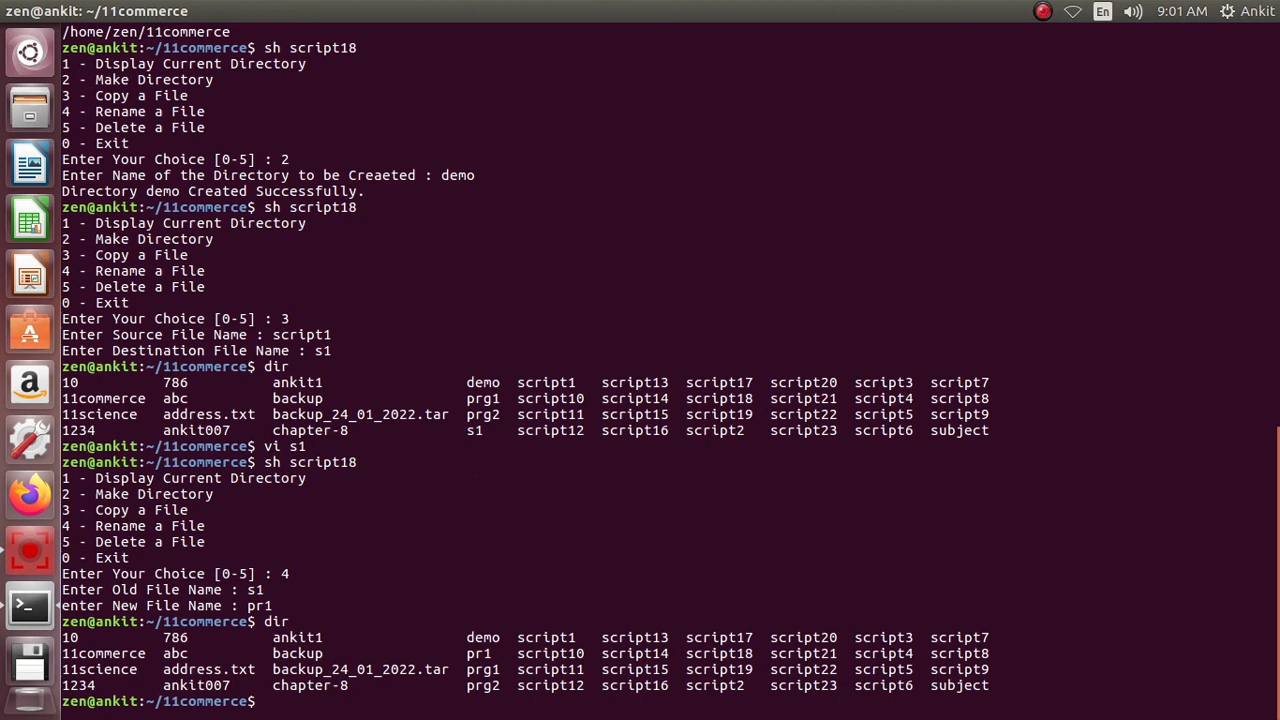 zen@ankit: ~/11commerce
En
9:01 AM
Ankit
/home/zen/11commerce
zen@ankit:~/11commerce$ sh script18
1 - Display Current Directory
2 - Make Directory
3 - Copy a File
4 - Rename a File
5 - Delete a File
0 - Exit
Enter Your Choice [0-5] : 2
Enter Name of the Directory to be Creaeted : demo
Directory demo Created Successfully.
zen@ankit:~/11commerce$ sh script18
1 - Display Current Directory
2 - Make Directory
3 - Copy a File
4 - Rename a File
5 - Delete a File
0 - Exit
Enter Your Choice [0-5] : 3
Enter Source File Name : script1
Enter Destination File Name : s1
zen@ankit:~/11commerce$ dir
10 786 ankit1 demo script1 script13 script17 script20 script3 script7
11commerce abc backup prg1 script10 script14 script18 script21 script4 script8
11science address.txt backup_24_01_2022.tar prg2 script11 script15 script19 script22 script5 script9
1234 ankit007 chapter-8 s1 script12 script16 script2 script23 script6 subject
zen@ankit:~/11commerce$ vi s1
zen@ankit:~/11commerce$ sh script18
1 - Display Current Directory
2 - Make Directory
3 - Copy a File
4 - Rename a File
5 - Delete a File
0 - Exit
Enter Your Choice [0-5] : 4
Enter Old File Name : s1
enter New File Name : pr1
zen@ankit:~/11commerce$ dir
10 786 ankit1 demo script1 script13 script17 script20 script3 script7
11commerce abc backup pr1 script10 script14 script18 script21 script4 script8
11science address.txt backup_24_01_2022.tar prg1 script11 script15 script19 script22 script5 script9
1234 ankit007 chapter-8 prg2 script12 script16 script2 script23 script6 subject
zen@ankit:~/11commerce$